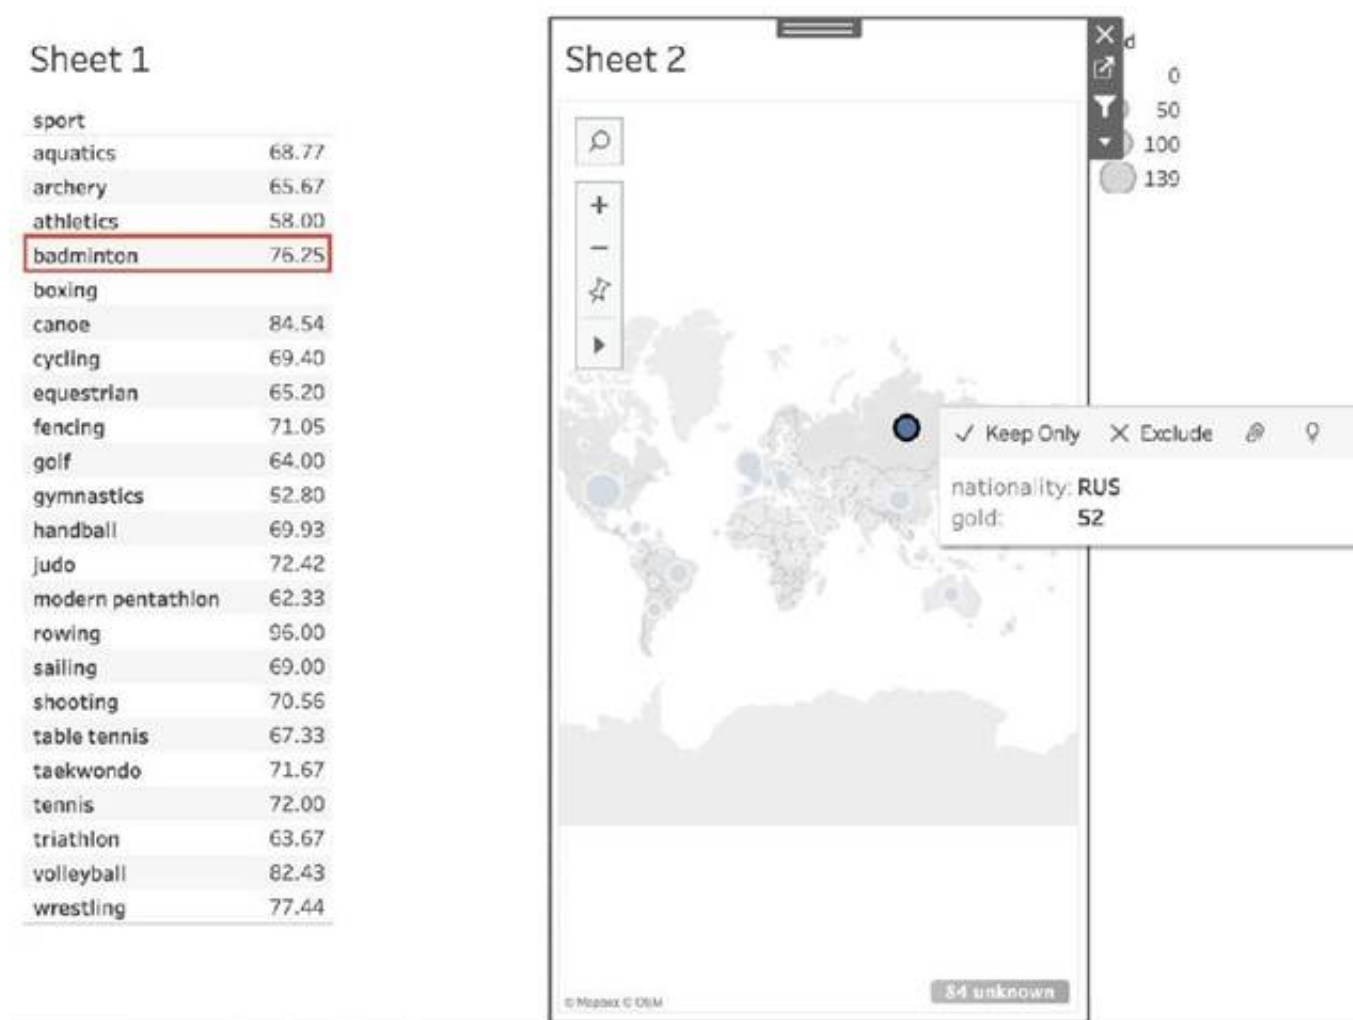 Sheet 1
sport
aquatics 68.77
archery 65.67
athletics 58.00
badminton 76.25
boxing
canoe 84.54
cycling 69.40
equestrian 65.20
fencing 71.05
golf 64.00
gymnastics 52.80
handball 69.93
judo 72.42
modern pentathlon 62.33
rowing 96.00
sailing 69.00
shooting 70.56
table tennis 67.33
taekwondo 71.67
tennis 72.00
triathlon 63.67
volleyball 82.43
wrestling 77.44
Sheet 2
d
0
50
100
139
Keep Only Exclude
nationality: RUS
gold: 52
84 unknown
© Mapbox © OSM